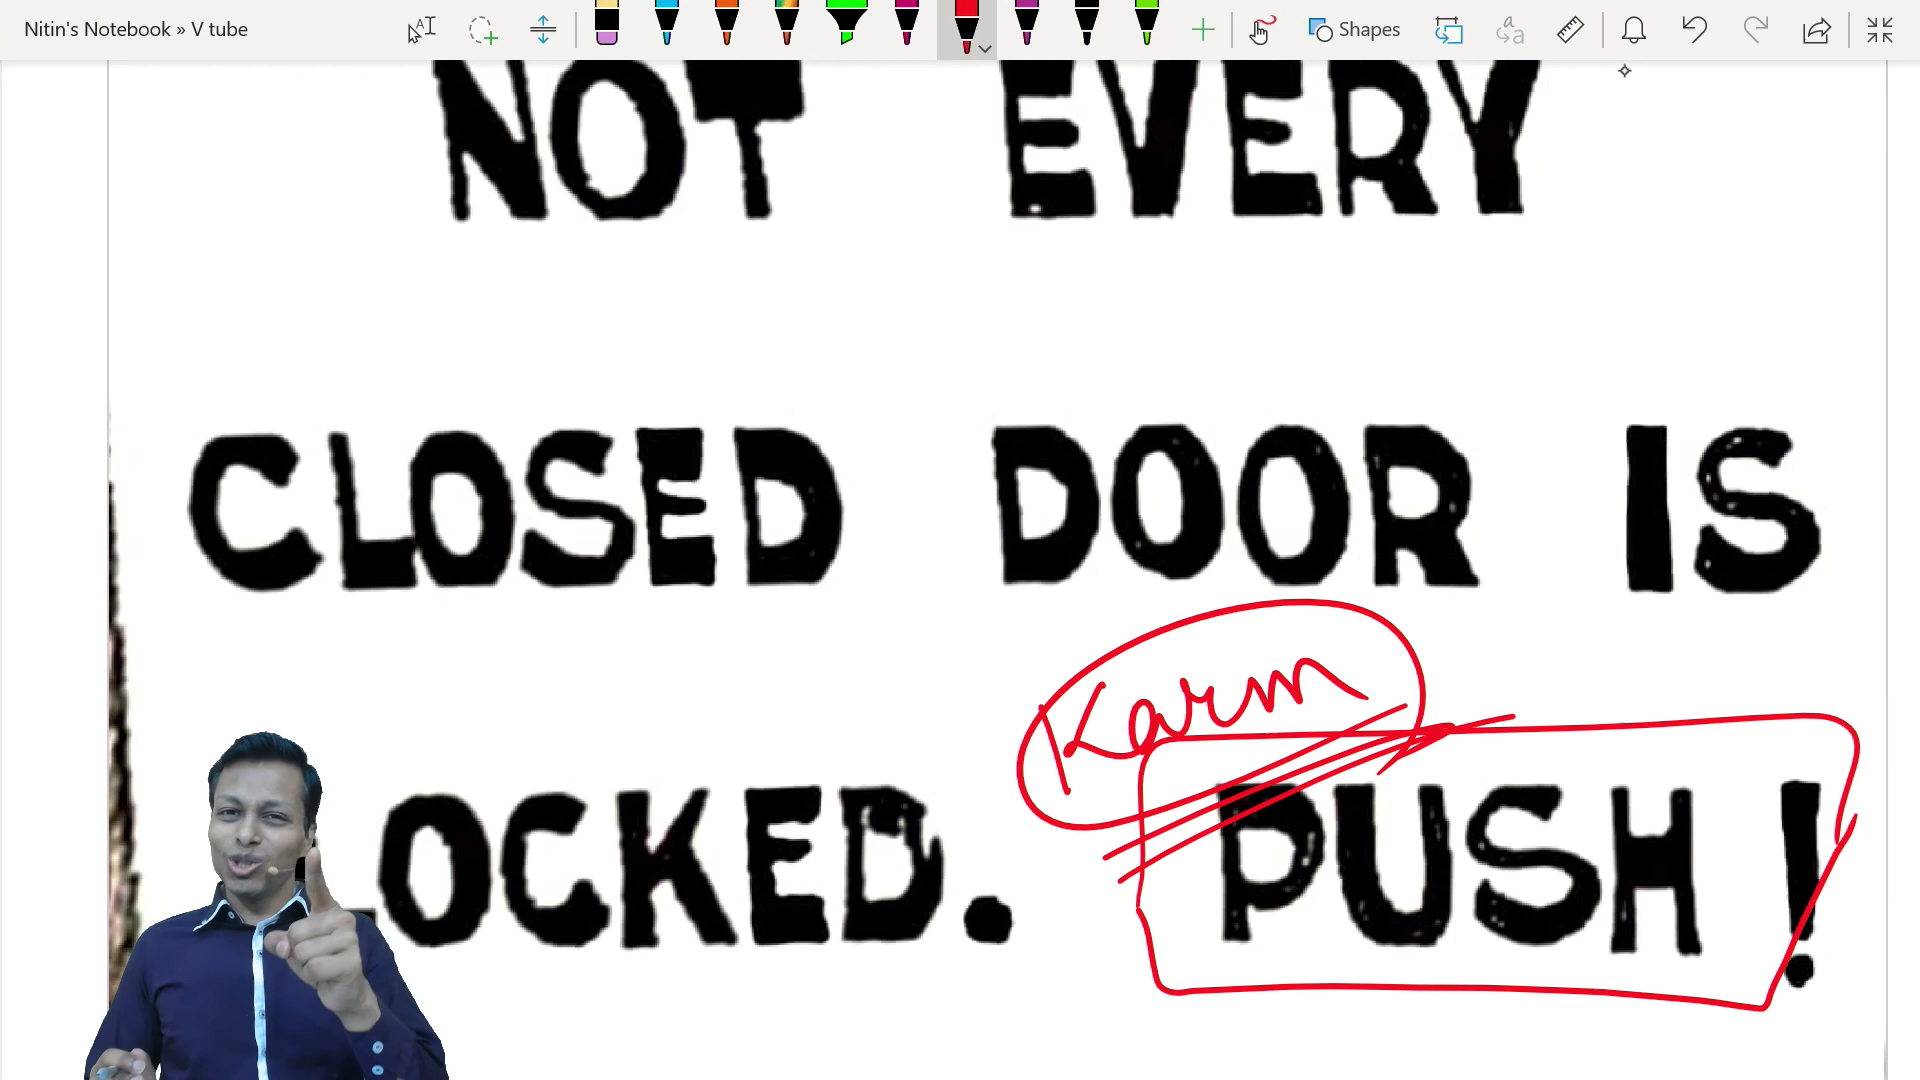 Nitin's Notebook » V tube
Shapes
NOT EVERY
CLOSED DOOR IS
Karm
LOCKED. PUSH!